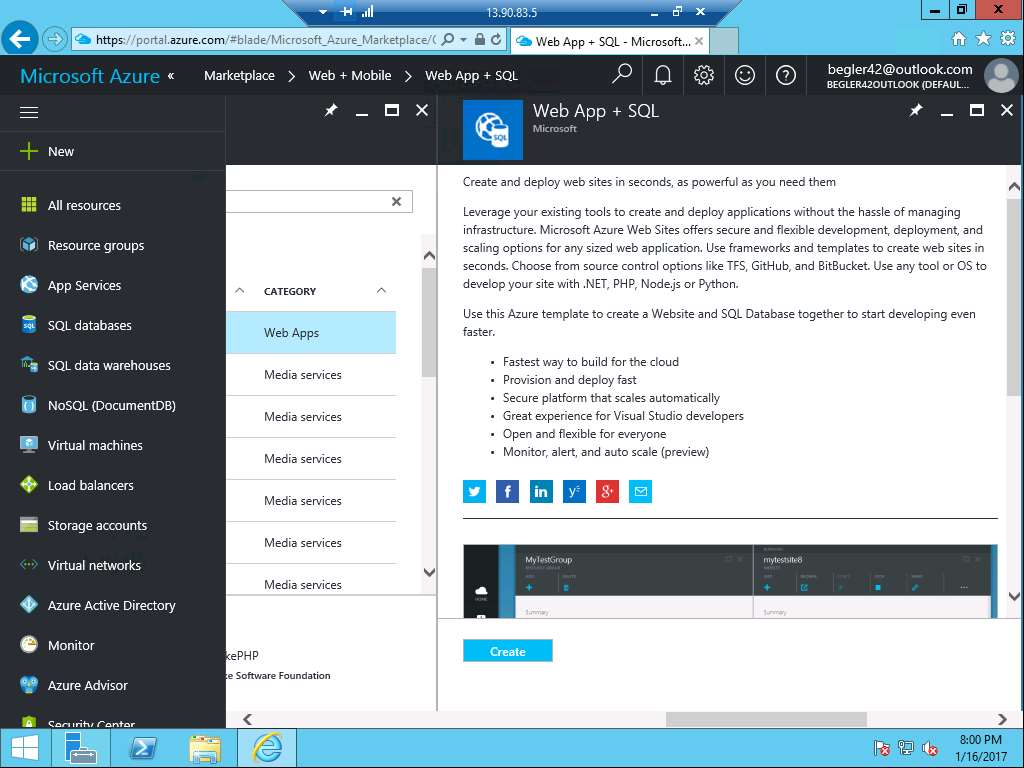 13.90.83.5
https://portal.azure.com/#blade/Microsoft_Azure_Marketplace/
Web App + SQL - Microsoft...
Microsoft Azure «
Marketplace > Web + Mobile > Web App + SQL
begler42@outlook.com
BEGLER42OUTLOOK (DEFAUL...
New
All resources
Resource groups
App Services
SQL databases
SQL data warehouses
NoSQL (DocumentDB)
Virtual machines
Load balancers
Storage accounts
Virtual networks
Azure Active Directory
Monitor
Azure Advisor
Security Center
CATEGORY
Web Apps
Media services
Media services
Media services
Media services
Media services
Media services
kePHP
ke Software Foundation
SQL
Web App + SQL
Microsoft
Create and deploy web sites in seconds, as powerful as you need them
Leverage your existing tools to create and deploy applications without the hassle of managing
infrastructure. Microsoft Azure Web Sites offers secure and flexible development, deployment, and
scaling options for any sized web application. Use frameworks and templates to create web sites in
seconds. Choose from source control options like TFS, GitHub, and BitBucket. Use any tool or OS to
develop your site with .NET, PHP, Node.js or Python.
Use this Azure template to create a Website and SQL Database together to start developing even
faster.
• Fastest way to build for the cloud
• Provision and deploy fast
• Secure platform that scales automatically
• Great experience for Visual Studio developers
• Open and flexible for everyone
• Monitor, alert, and auto scale (preview)
MyTestGroup
mytestsite8
Summary
Summary
Create
8:00 PM
1/16/2017